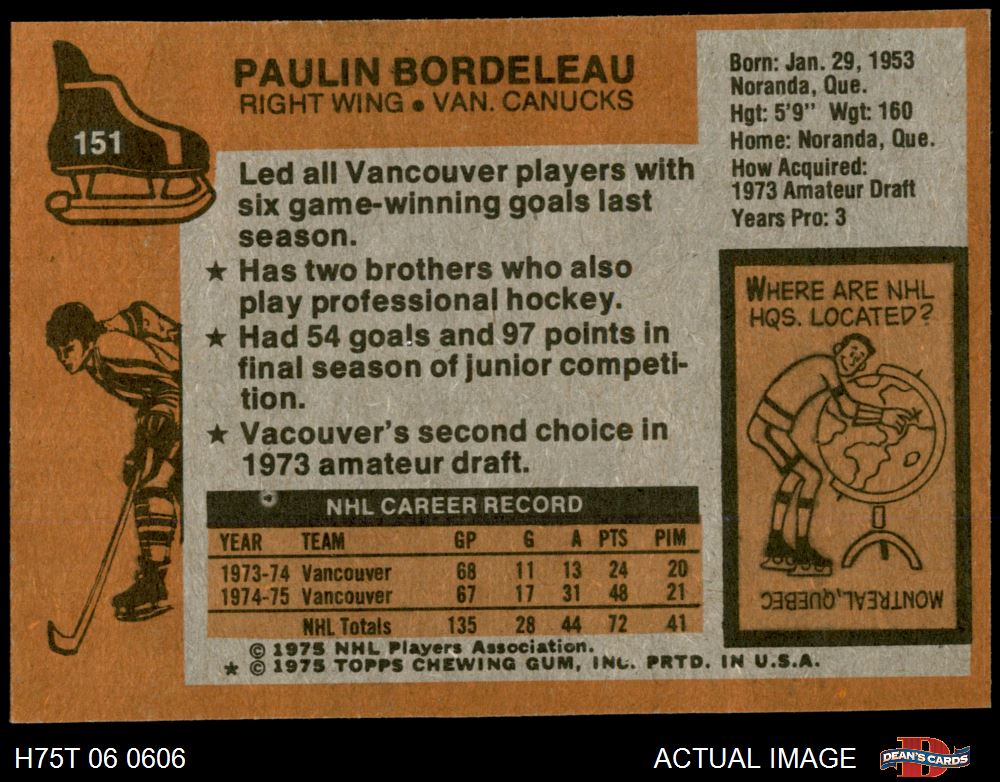 151
PAULIN BORDELEAU
RIGHT WING • VAN. CANUCKS
Born: Jan. 29, 1953
Noranda, Que.
Hgt: 5'9" Wgt: 160
Home: Noranda, Que.
How Acquired:
1973 Amateur Draft
Years Pro: 3
Led all Vancouver players with
six game-winning goals last
season.
★ Has two brothers who also
play professional hockey.
★ Had 54 goals and 97 points in
final season of junior competi-
tion.
★ Vacouver's second choice in
1973 amateur draft.
WHERE ARE NHL
HQS. LOCATED?
MONTREAL, QUEBEC
NHL CAREER RECORD
YEAR TEAM GP G A PTS PIM
1973-74 Vancouver 68 11 13 24 20
1974-75 Vancouver 67 17 31 48 21
NHL Totals 135 28 44 72 41
© 1975 NHL Players Association.
★ © 1975 TOPPS CHEWING GUM, INC. PRTD. IN U.S.A.
H75T 06 0606
ACTUAL IMAGE
DEAN'S CARDS